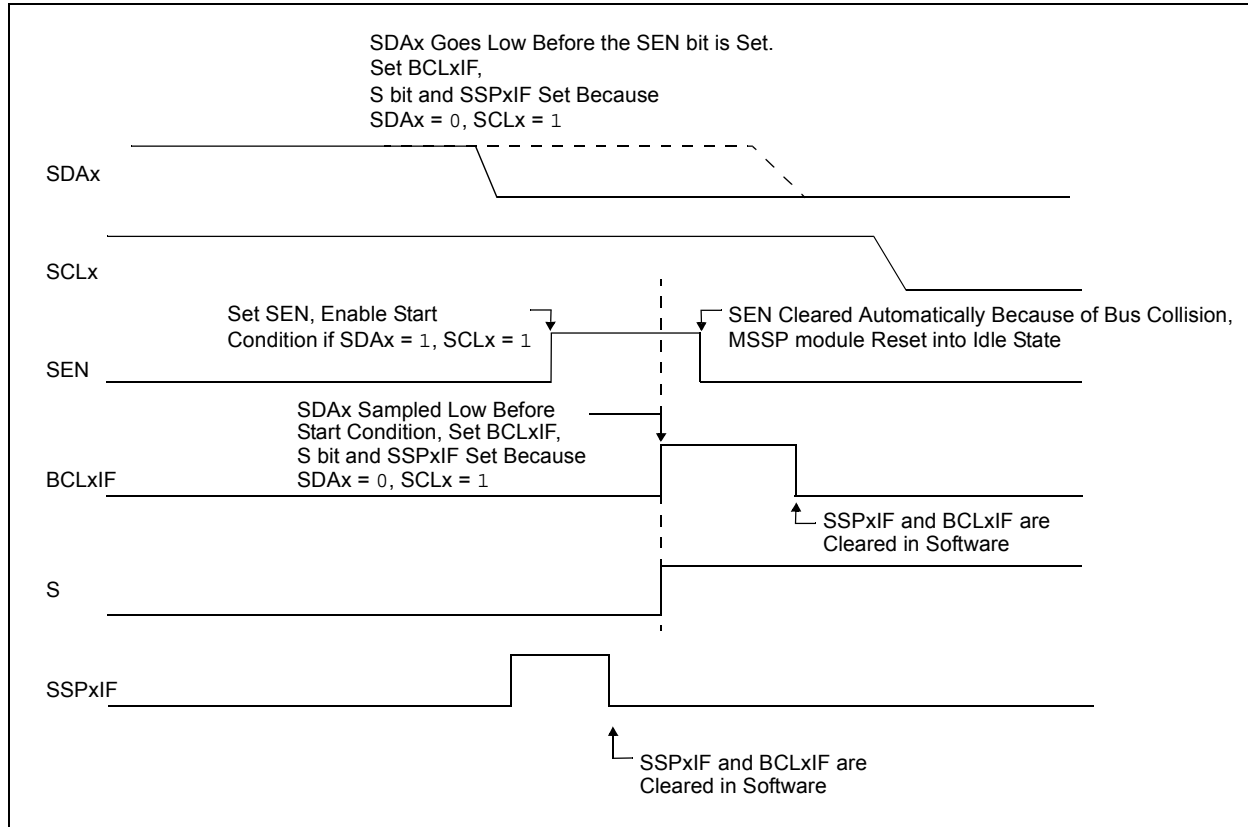 SDAx Goes Low Before the SEN bit is Set.
Set BCLxIF,
S bit and SSPxIF Set Because
SDAx = 0, SCLx = 1
SDAx
SCLx
Set SEN, Enable Start
Condition if SDAx = 1, SCLx = 1
SEN Cleared Automatically Because of Bus Collision,
MSSP module Reset into Idle State
SEN
SDAx Sampled Low Before
Start Condition, Set BCLxIF,
S bit and SSPxIF Set Because
SDAx = 0, SCLx = 1
BCLxIF
SSPxIF and BCLxIF are
Cleared in Software
S
SSPxIF
SSPxIF and BCLxIF are
Cleared in Software